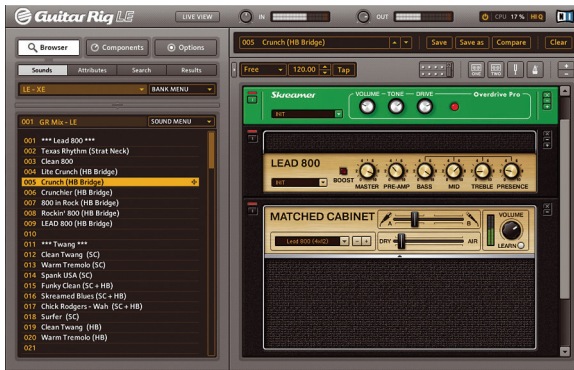 Guitar Rig LE
LIVE VIEW
IN
OUT
CPU 17 % HI Q
Browser
Components
Options
005 Crunch (HB Bridge)
Save
Save as
Compare
Clear
Sounds
Attributes
Search
Results
Free
120.00
Tap
ONE
TWO
LE - XE
BANK MENU
001 GR Mix - LE
SOUND MENU
001 *** Lead 800 ***
002 Texas Rhythm (Strat Neck)
003 Clean 800
004 Lite Crunch (HB Bridge)
005 Crunch (HB Bridge)
006 Crunchier (HB Bridge)
007 800 in Rock (HB Bridge)
008 Rockin' 800 (HB Bridge)
009 LEAD 800 (HB Bridge)
010
011 *** Twang ***
012 Clean Twang (SC)
013 Warm Tremolo (SC)
014 Spank USA (SC)
015 Funky Clean (SC + HB)
016 Skreamed Blues (SC + HB)
017 Chick Rodgers - Wah (SC + HB)
018 Surfer (SC)
019 Clean Twang (HB)
020 Warm Tremolo (HB)
021
Skreamer
VOLUME TONE DRIVE
Overdrive Pro
INIT
LEAD 800
INIT
BOOST
MASTER PRE-AMP BASS MID TREBLE PRESENCE
MATCHED CABINET
A
B
VOLUME
Lead 800 (4x12)
DRY
AIR
LEARN